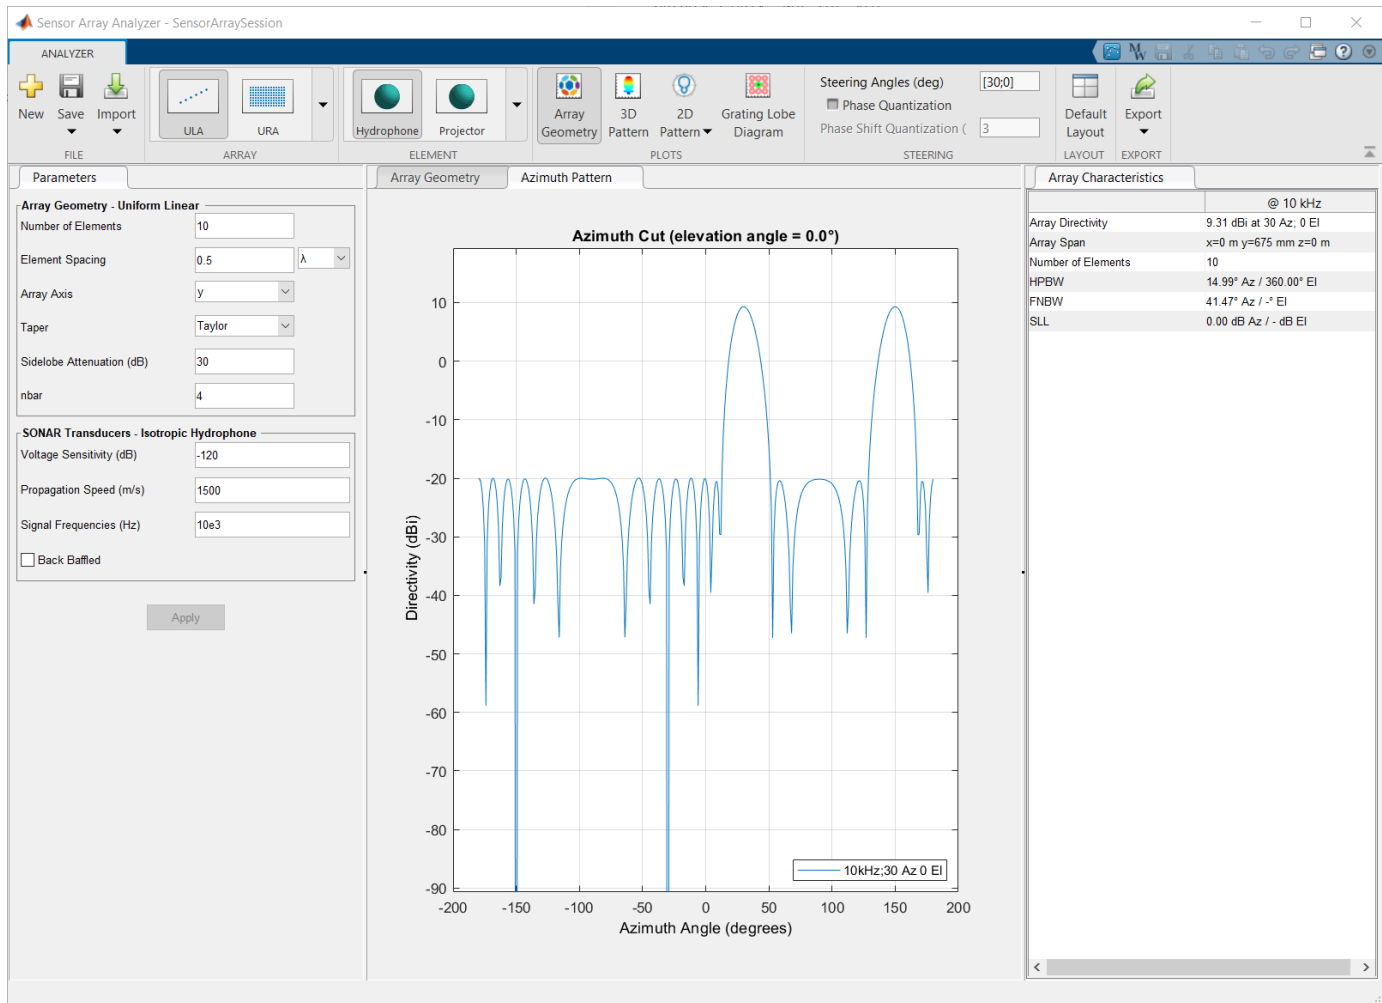 Sensor Array Analyzer - SensorArraySession
ANALYZER
New
Save
Import
FILE
ULA
URA
ARRAY
Hydrophone
Projector
ELEMENT
Array Geometry
3D Pattern
2D Pattern
Grating Lobe Diagram
PLOTS
Steering Angles (deg) [30;0]
Phase Quantization
Phase Shift Quantization ( 3
STEERING
Default Layout
LAYOUT
Export
EXPORT
Parameters
Array Geometry - Uniform Linear
Number of Elements 10
Element Spacing 0.5 λ
Array Axis y
Taper Taylor
Sidelobe Attenuation (dB) 30
nbar 4
SONAR Transducers - Isotropic Hydrophone
Voltage Sensitivity (dB) -120
Propagation Speed (m/s) 1500
Signal Frequencies (Hz) 10e3
Back Baffled
Apply
Array Geometry
Azimuth Pattern
Azimuth Cut (elevation angle = 0.0°)
Directivity (dBi)
10
0
-10
-20
-30
-40
-50
-60
-70
-80
-90
-200 -150 -100 -50 0 50 100 150 200
Azimuth Angle (degrees)
10kHz;30 Az 0 El
Array Characteristics
@ 10 kHz
Array Directivity 9.31 dBi at 30 Az; 0 El
Array Span x=0 m y=675 mm z=0 m
Number of Elements 10
HPBW 14.99° Az / 360.00° El
FNBW 41.47° Az / -° El
SLL 0.00 dB Az / - dB El